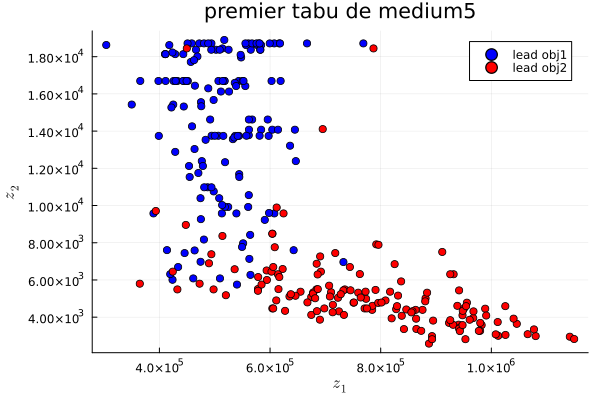 premier tabu de medium5
lead obj1
lead obj2
1.80×10⁴
1.60×10⁴
1.40×10⁴
1.20×10⁴
1.00×10⁴
8.00×10³
6.00×10³
4.00×10³
z₂
4.0×10⁵ 6.0×10⁵ 8.0×10⁵ 1.0×10⁶
z₁